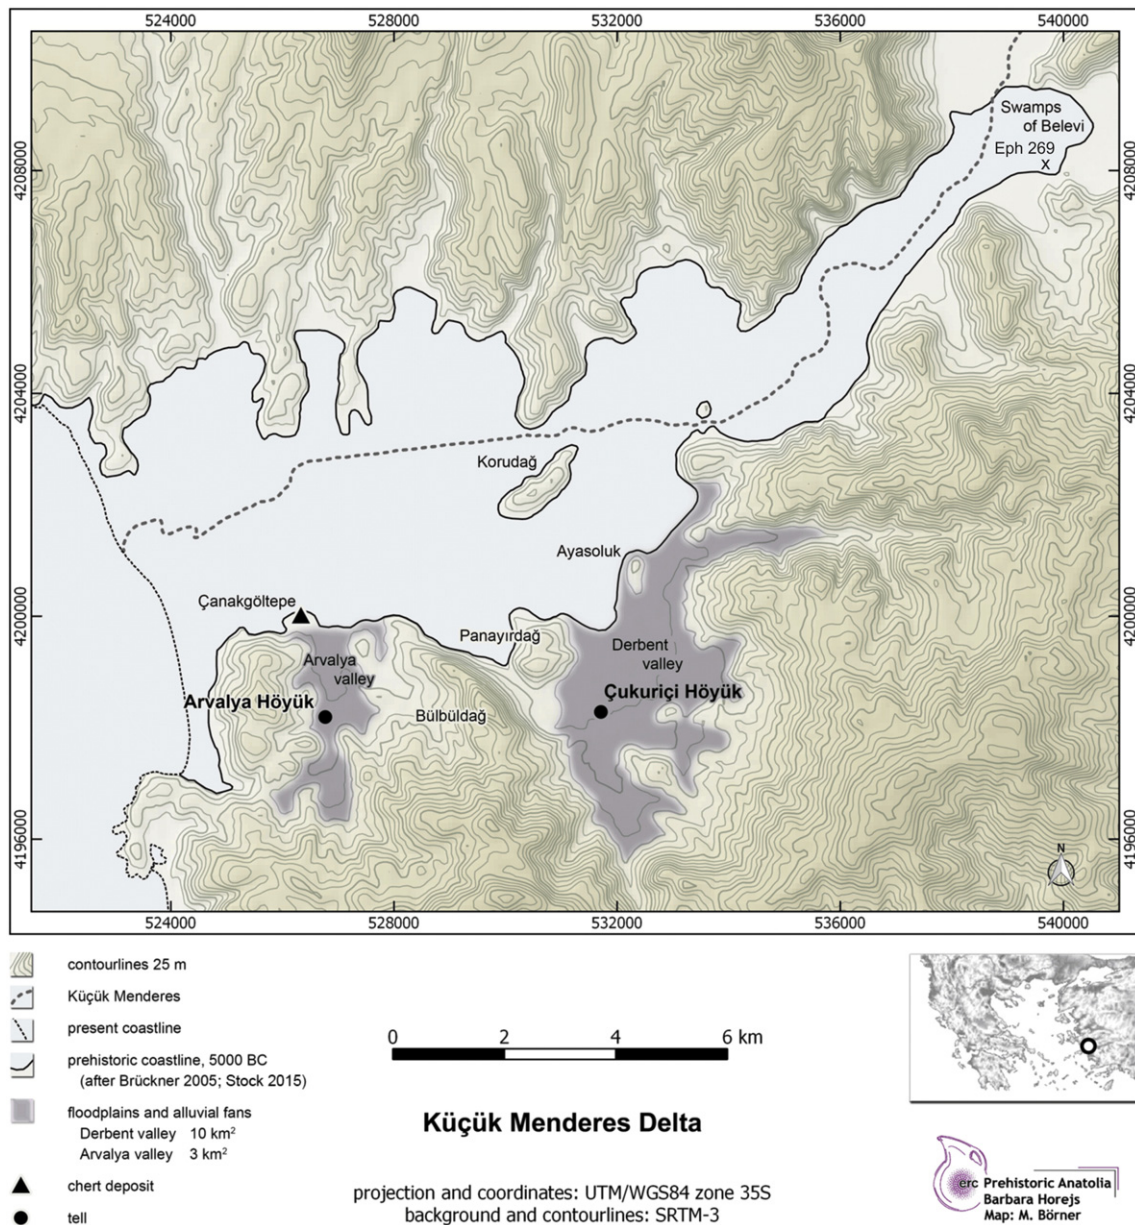 524000 528000 532000 536000 540000
Swamps
of Belevi
Eph 269
x
4208000 4208000
4204000 4204000
Korudağ
Ayasoluk
Çanakgöltepe
4200000 4200000
Panayırdağ
Derbent
valley
Arvalya
valley
Çukuriçi Höyük
Arvalya Höyük
Bülbüldağ
4196000 4196000
N
524000 528000 532000 536000 540000
contourlines 25 m
Küçük Menderes
present coastline
prehistoric coastline, 5000 BC
(after Brückner 2005; Stock 2015)
floodplains and alluvial fans
Derbent valley 10 km²
Arvalya valley 3 km²
chert deposit
tell
0 2 4 6 km
Küçük Menderes Delta
projection and coordinates: UTM/WGS84 zone 35S
background and contourlines: SRTM-3
erc Prehistoric Anatolia
Barbara Horejs
Map: M. Börner